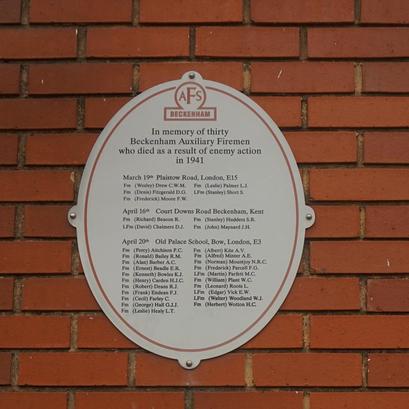 AFS
BECKENHAM
In memory of thirty
Beckenham Auxiliary Firemen
who died as a result of enemy action
in 1941
March 19th Plaistow Road, London, E15
Fm (Wesley) Drew C.W.M. Fm (Leslie) Palmer L.J.
Fm (Denis) Fitzgerald D.G. LFm (Stanley) Short S.
Fm (Frederick) Moore F.W.
April 16th Court Downs Road Beckenham, Kent
Fm (Richard) Beacon R. Fm (Stanley) Hudders S.R.
LFm (David) Chalmers D.J. Fm (John) Maynard J.H.
April 20th Old Palace School, Bow, London, E3
Fm (Percy) Aitchison P.C. Fm (Albert) Kite A.V.
Fm (Ronald) Bailey R.M. Fm (Alfred) Minter A.E.
Fm (Alan) Barber A.C. Fm (Norman) Mountjoy N.R.C.
Fm (Ernest) Beadle E.R. Fm (Frederick) Parcell F.G.
Fm (Kenneth) Bowles K.J. LFm (Martin) Parfitt M.C.
Fm (Henry) Carden H.J.C. Fm (William) Plant W.C.
Fm (Robert) Deans R.J. Fm (Leonard) Roots L.
Fm (Frank) Endean F.J. LFm (Edgar) Vick E.W.
Fm (Cecil) Farley C. LFm (Walter) Woodland W.J.
Fm (George) Hall G.J.J. Fm (Herbert) Wotton H.C.
Fm (Leslie) Healy L.T.